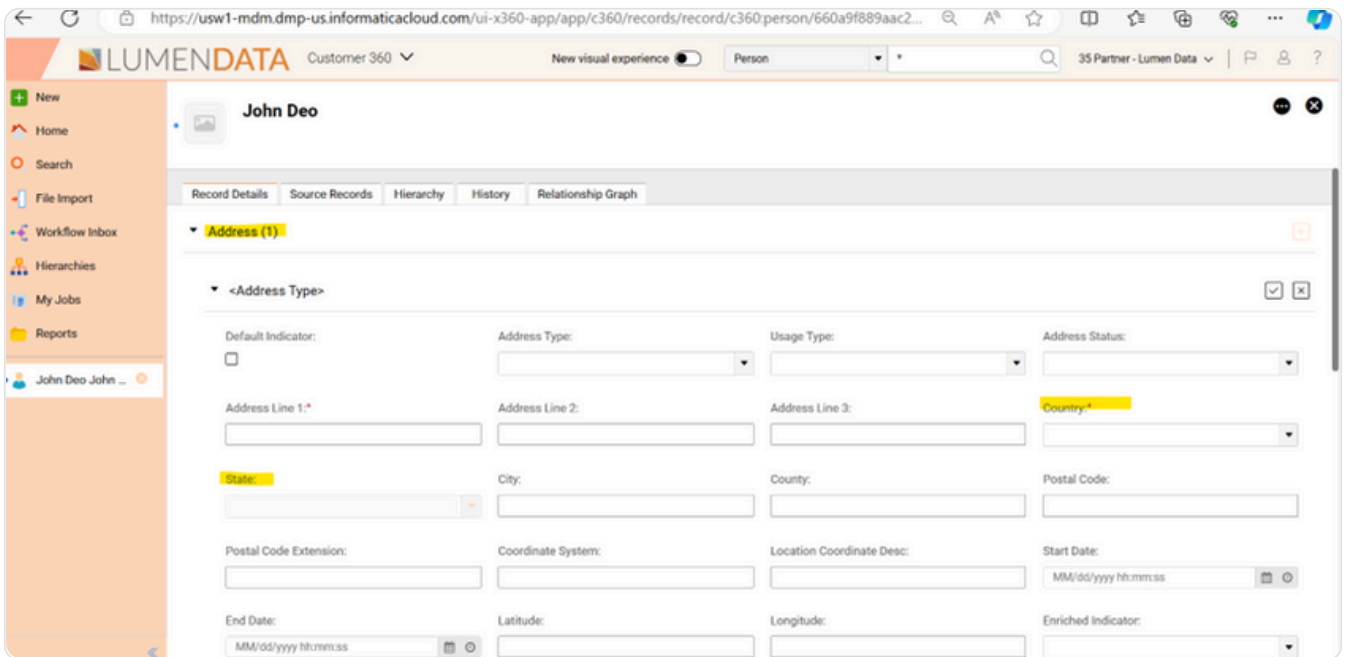 https://usw1-mdm.dmp-us.informaticacloud.com/ui-x360-app/app/c360/records/record/c360:person/660a9f889aac2...
LUMENDATA Customer 360 New visual experience Person * 35 Partner - Lumen Data ?
New
Home
Search
File Import
Workflow Inbox
Hierarchies
My Jobs
Reports
John Deo John ...
John Deo
Record Details Source Records Hierarchy History Relationship Graph
Address (1)
<Address Type>
Default Indicator: Address Type: Usage Type: Address Status:
Address Line 1:* Address Line 2: Address Line 3: Country:*
State: City: County: Postal Code:
Postal Code Extension: Coordinate System: Location Coordinate Desc: Start Date:
MM/dd/yyyy hh:mm:ss
End Date: Latitude: Longitude: Enriched Indicator:
MM/dd/yyyy hh:mm:ss